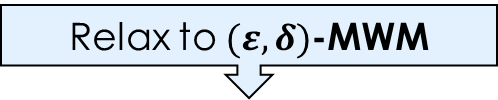 Relax to (ε, δ)-MWM